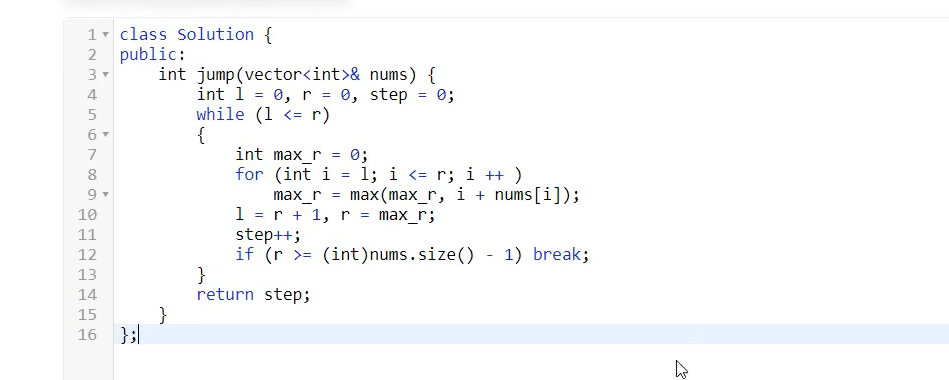 1 class Solution {
2 public:
3     int jump(vector<int>& nums) {
4         int l = 0, r = 0, step = 0;
5         while (l <= r)
6         {
7             int max_r = 0;
8             for (int i = l; i <= r; i ++ )
9                 max_r = max(max_r, i + nums[i]);
10             l = r + 1, r = max_r;
11             step++;
12             if (r >= (int)nums.size() - 1) break;
13         }
14         return step;
15     }
16 };